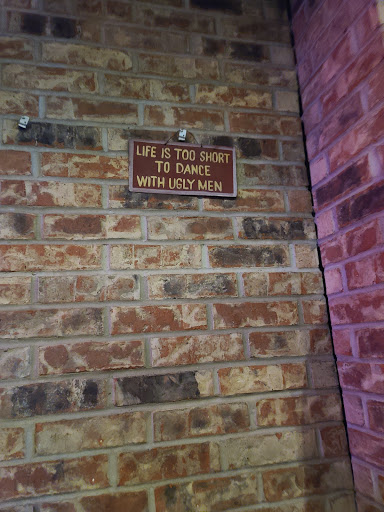 LIFE IS TOO SHORT
TO DANCE
WITH UGLY MEN